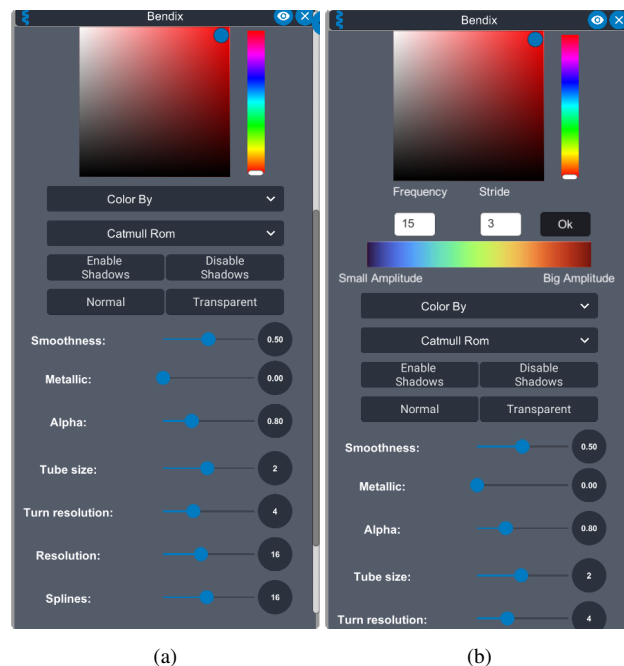 Bendix
Color By
Catmull Rom
Enable Shadows
Disable Shadows
Normal
Transparent
Smoothness:
0.50
Metallic:
0.00
Alpha:
0.80
Tube size:
2
Turn resolution:
4
Resolution:
16
Splines:
16
(a)
Bendix
Frequency
Stride
15
3
Ok
Small Amplitude
Big Amplitude
Color By
Catmull Rom
Enable Shadows
Disable Shadows
Normal
Transparent
Smoothness:
0.50
Metallic:
0.00
Alpha:
0.80
Tube size:
2
Turn resolution:
4
(b)